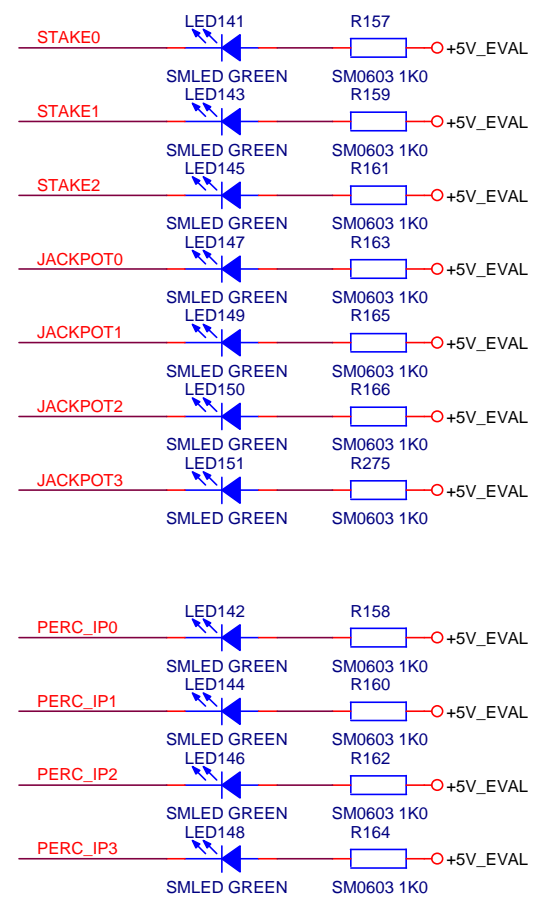 LED141 R157
STAKE0 +5V_EVAL
SMLED GREEN SM0603 1K0
LED143 R159
STAKE1 +5V_EVAL
SMLED GREEN SM0603 1K0
LED145 R161
STAKE2 +5V_EVAL
SMLED GREEN SM0603 1K0
LED147 R163
JACKPOT0 +5V_EVAL
SMLED GREEN SM0603 1K0
LED149 R165
JACKPOT1 +5V_EVAL
SMLED GREEN SM0603 1K0
LED150 R166
JACKPOT2 +5V_EVAL
SMLED GREEN SM0603 1K0
LED151 R275
JACKPOT3 +5V_EVAL
SMLED GREEN SM0603 1K0
LED142 R158
PERC_IP0 +5V_EVAL
SMLED GREEN SM0603 1K0
LED144 R160
PERC_IP1 +5V_EVAL
SMLED GREEN SM0603 1K0
LED146 R162
PERC_IP2 +5V_EVAL
SMLED GREEN SM0603 1K0
LED148 R164
PERC_IP3 +5V_EVAL
SMLED GREEN SM0603 1K0